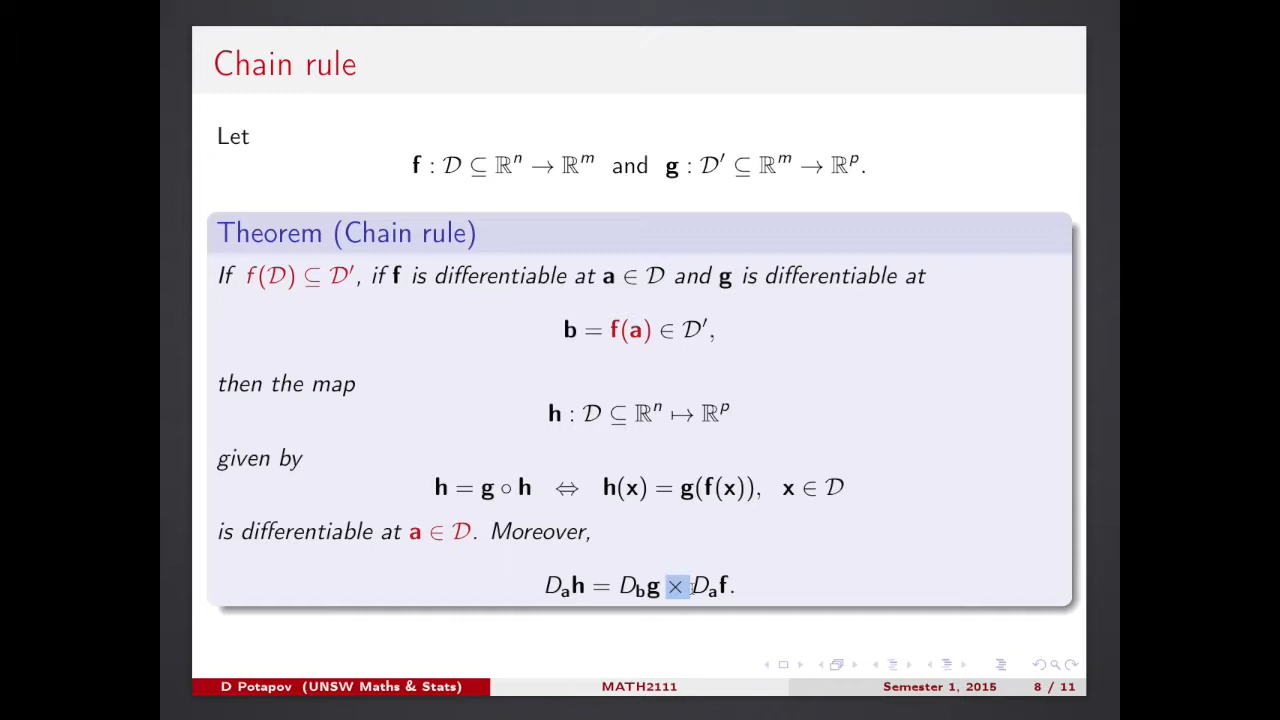 Chain rule
Let
f : 𝒟 ⊆ ℝⁿ → ℝᵐ and g : 𝒟′ ⊆ ℝᵐ → ℝᵖ.
Theorem (Chain rule)
If f(𝒟) ⊆ 𝒟′, if f is differentiable at a ∈ 𝒟 and g is differentiable at
b = f(a) ∈ 𝒟′,
then the map
h : 𝒟 ⊆ ℝⁿ ↦ ℝᵖ
given by
h = g ∘ h ⇔ h(x) = g(f(x)), x ∈ 𝒟
is differentiable at a ∈ 𝒟. Moreover,
D_a h = D_b g × D_a f.
D Potapov (UNSW Maths & Stats) MATH2111 Semester 1, 2015 8 / 11